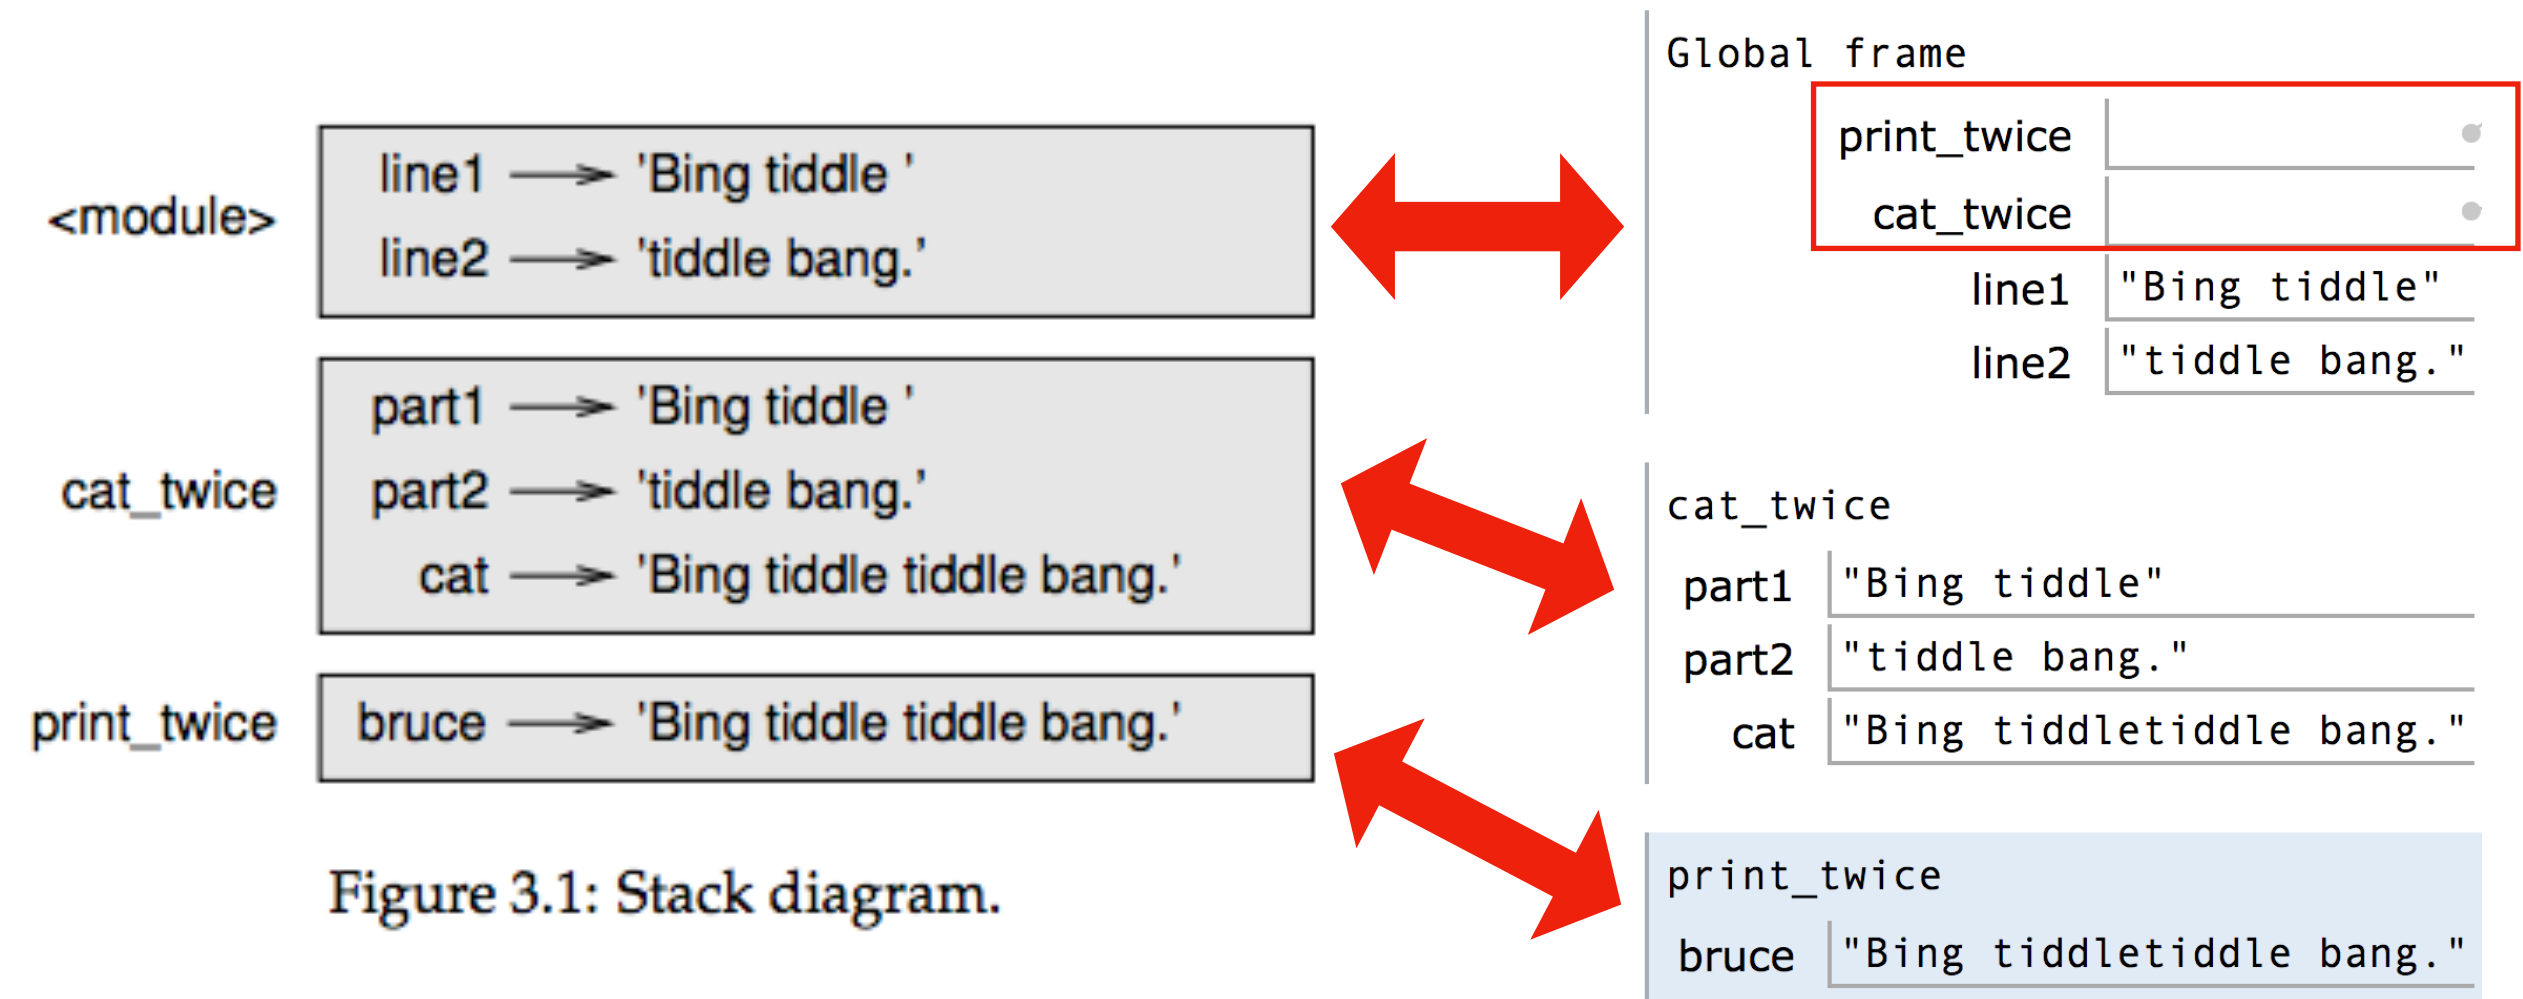 <module>
line1 'Bing tiddle '
line2 'tiddle bang.'
cat_twice
part1 'Bing tiddle '
part2 'tiddle bang.'
cat 'Bing tiddle tiddle bang.'
print_twice
bruce 'Bing tiddle tiddle bang.'
Figure 3.1: Stack diagram.
Global frame
print_twice
cat_twice
line1 "Bing tiddle"
line2 "tiddle bang."
cat_twice
part1 "Bing tiddle"
part2 "tiddle bang."
cat "Bing tiddletiddle bang."
print_twice
bruce "Bing tiddletiddle bang."